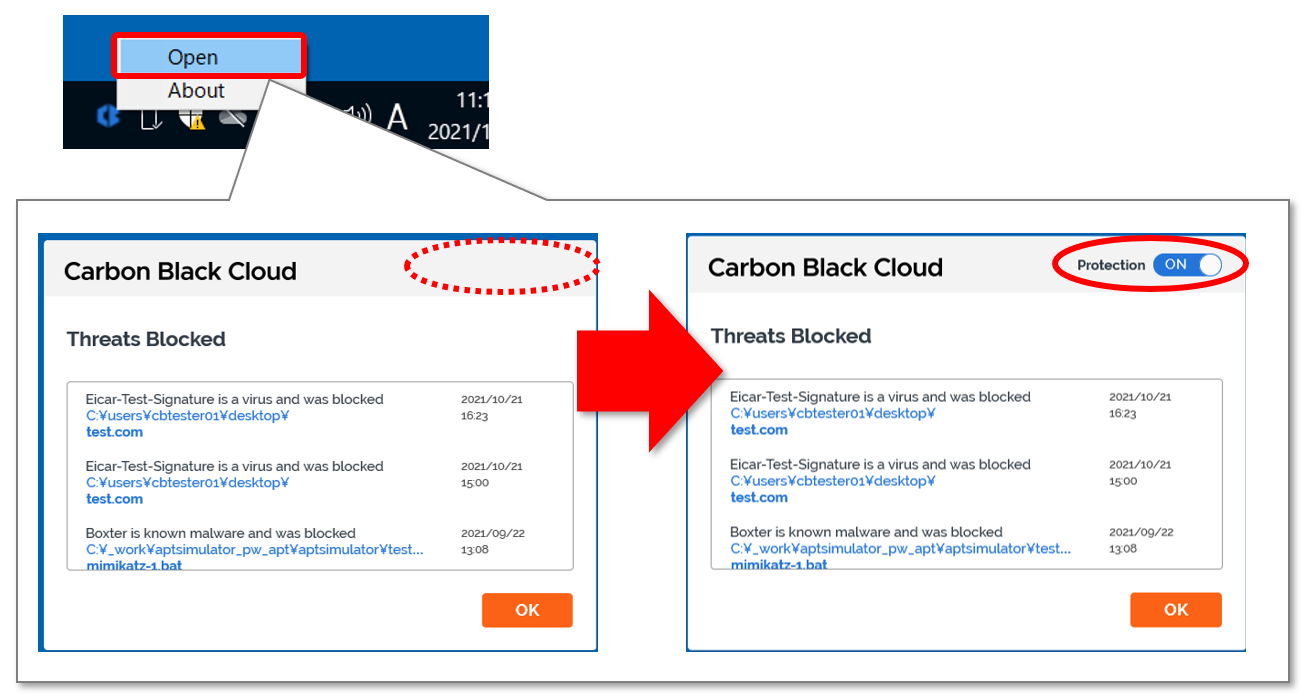 Open
About
A
11:1
2021/1
Carbon Black Cloud
Threats Blocked
Eicar-Test-Signature is a virus and was blocked
2021/10/21
C:¥users¥cbtester01¥desktop¥
16:23
test.com
Eicar-Test-Signature is a virus and was blocked
2021/10/21
C:¥users¥cbtester01¥desktop¥
15:00
test.com
Boxter is known malware and was blocked
2021/09/22
C:¥_work¥aptsimulator_pw_apt¥aptsimulator¥test...
13:08
mimikatz-1.bat
OK
Carbon Black Cloud
Protection
ON
Threats Blocked
Eicar-Test-Signature is a virus and was blocked
2021/10/21
C:¥users¥cbtester01¥desktop¥
16:23
test.com
Eicar-Test-Signature is a virus and was blocked
2021/10/21
C:¥users¥cbtester01¥desktop¥
15:00
test.com
Boxter is known malware and was blocked
2021/09/22
C:¥_work¥aptsimulator_pw_apt¥aptsimulator¥test...
13:08
mimikatz-1.bat
OK